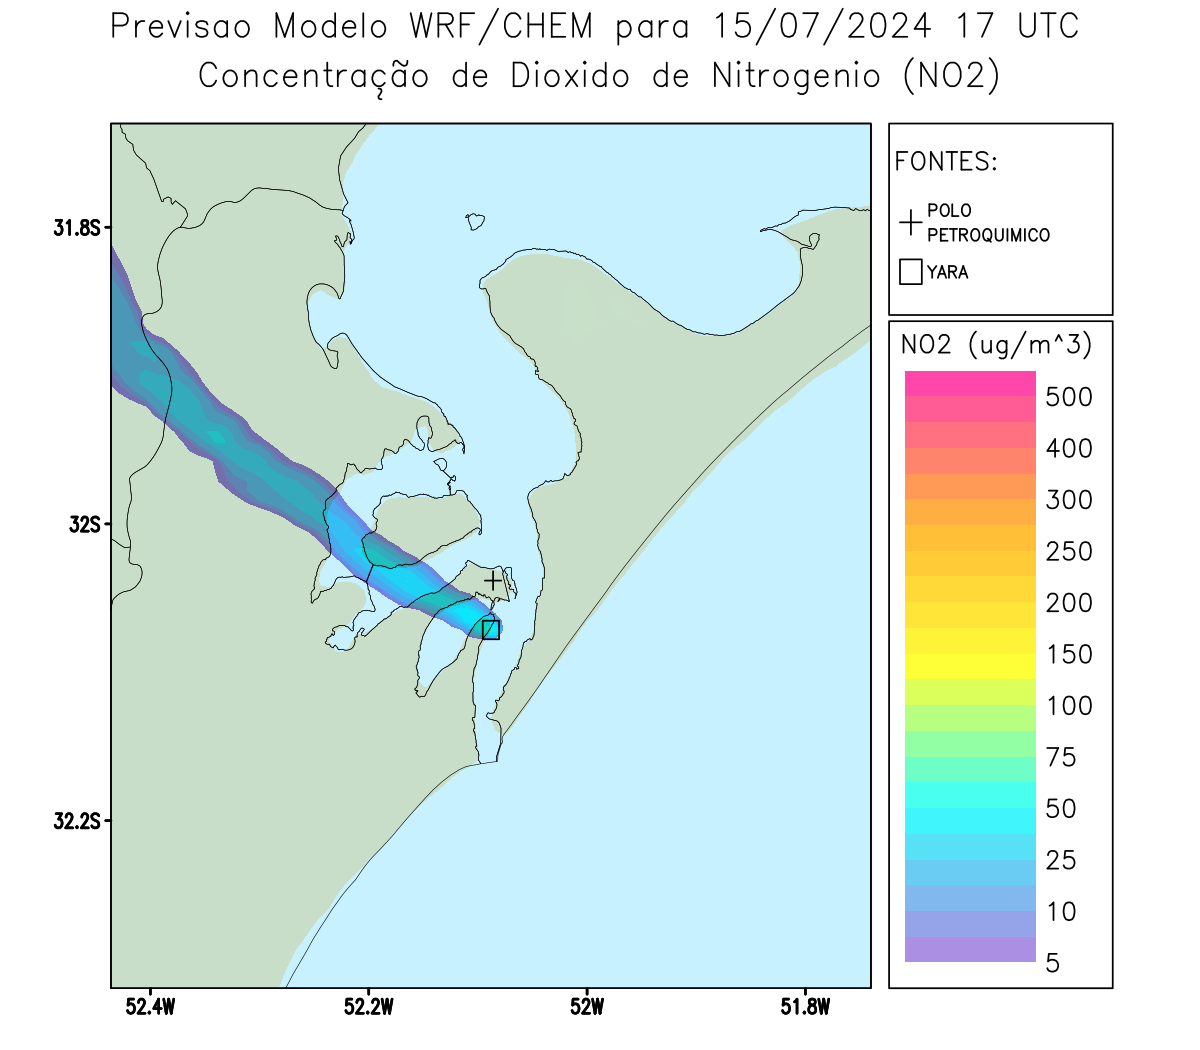 Previsao Modelo WRF/CHEM para 15/07/2024 17 UTC
Concentração de Dioxido de Nitrogenio (NO2)
FONTES:
POLO
PETROQUIMICO
YARA
31.8S
32S
32.2S
52.4W
52.2W
52W
51.8W
NO2 (ug/m^3)
500
400
300
250
200
150
100
75
50
25
10
5